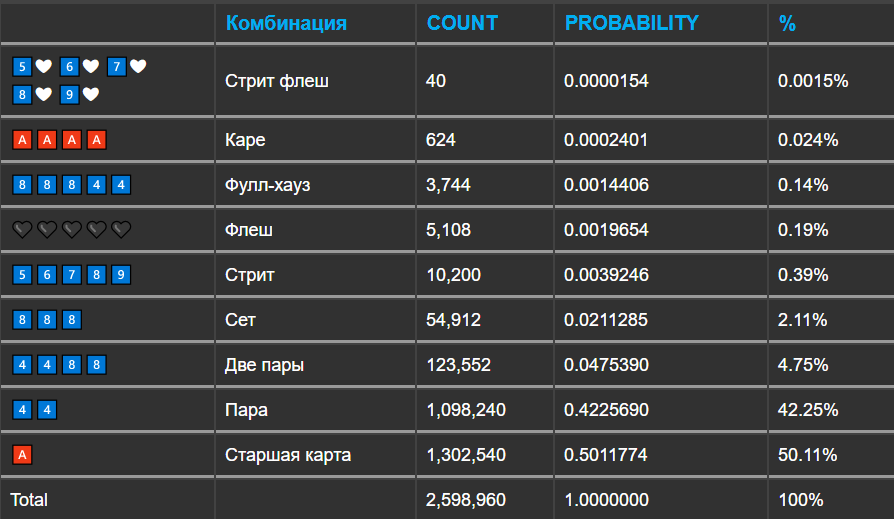 Комбинация COUNT PROBABILITY %
5 6 7
8 9 Стрит флеш 40 0.0000154 0.0015%
A A A A Каре 624 0.0002401 0.024%
8 8 8 4 4 Фулл-хауз 3,744 0.0014406 0.14%
Флеш 5,108 0.0019654 0.19%
5 6 7 8 9 Стрит 10,200 0.0039246 0.39%
8 8 8 Сет 54,912 0.0211285 2.11%
4 4 8 8 Две пары 123,552 0.0475390 4.75%
4 4 Пара 1,098,240 0.4225690 42.25%
A Старшая карта 1,302,540 0.5011774 50.11%
Total 2,598,960 1.0000000 100%